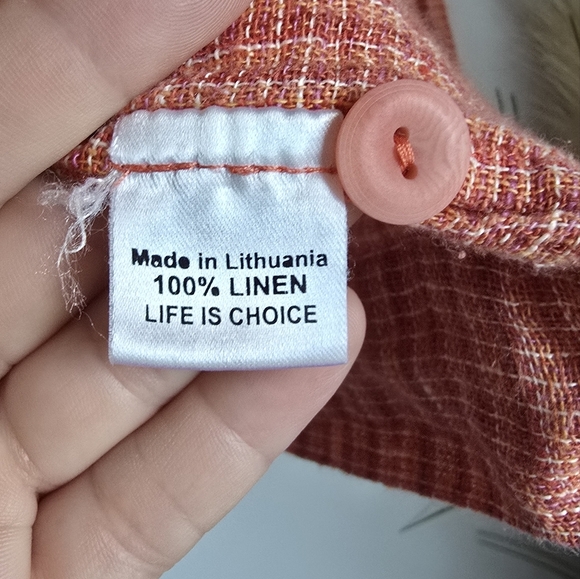 Made in Lithuania
100% LINEN
LIFE IS CHOICE